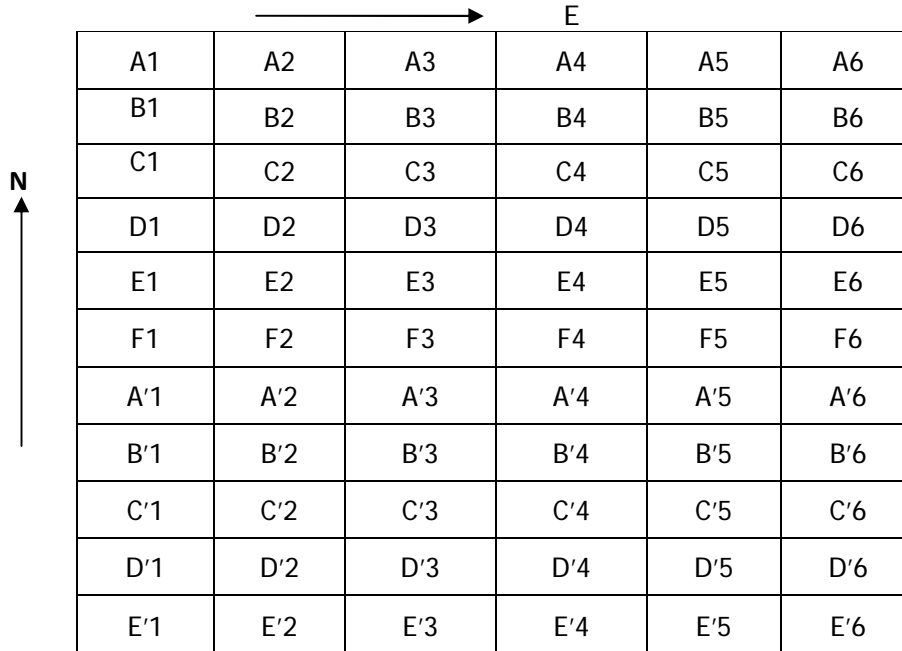 E
A1 A2 A3 A4 A5 A6
B1 B2 B3 B4 B5 B6
C1 C2 C3 C4 C5 C6
N
D1 D2 D3 D4 D5 D6
E1 E2 E3 E4 E5 E6
F1 F2 F3 F4 F5 F6
A′1 A′2 A′3 A′4 A′5 A′6
B′1 B′2 B′3 B′4 B′5 B′6
C′1 C′2 C′3 C′4 C′5 C′6
D′1 D′2 D′3 D′4 D′5 D′6
E′1 E′2 E′3 E′4 E′5 E′6